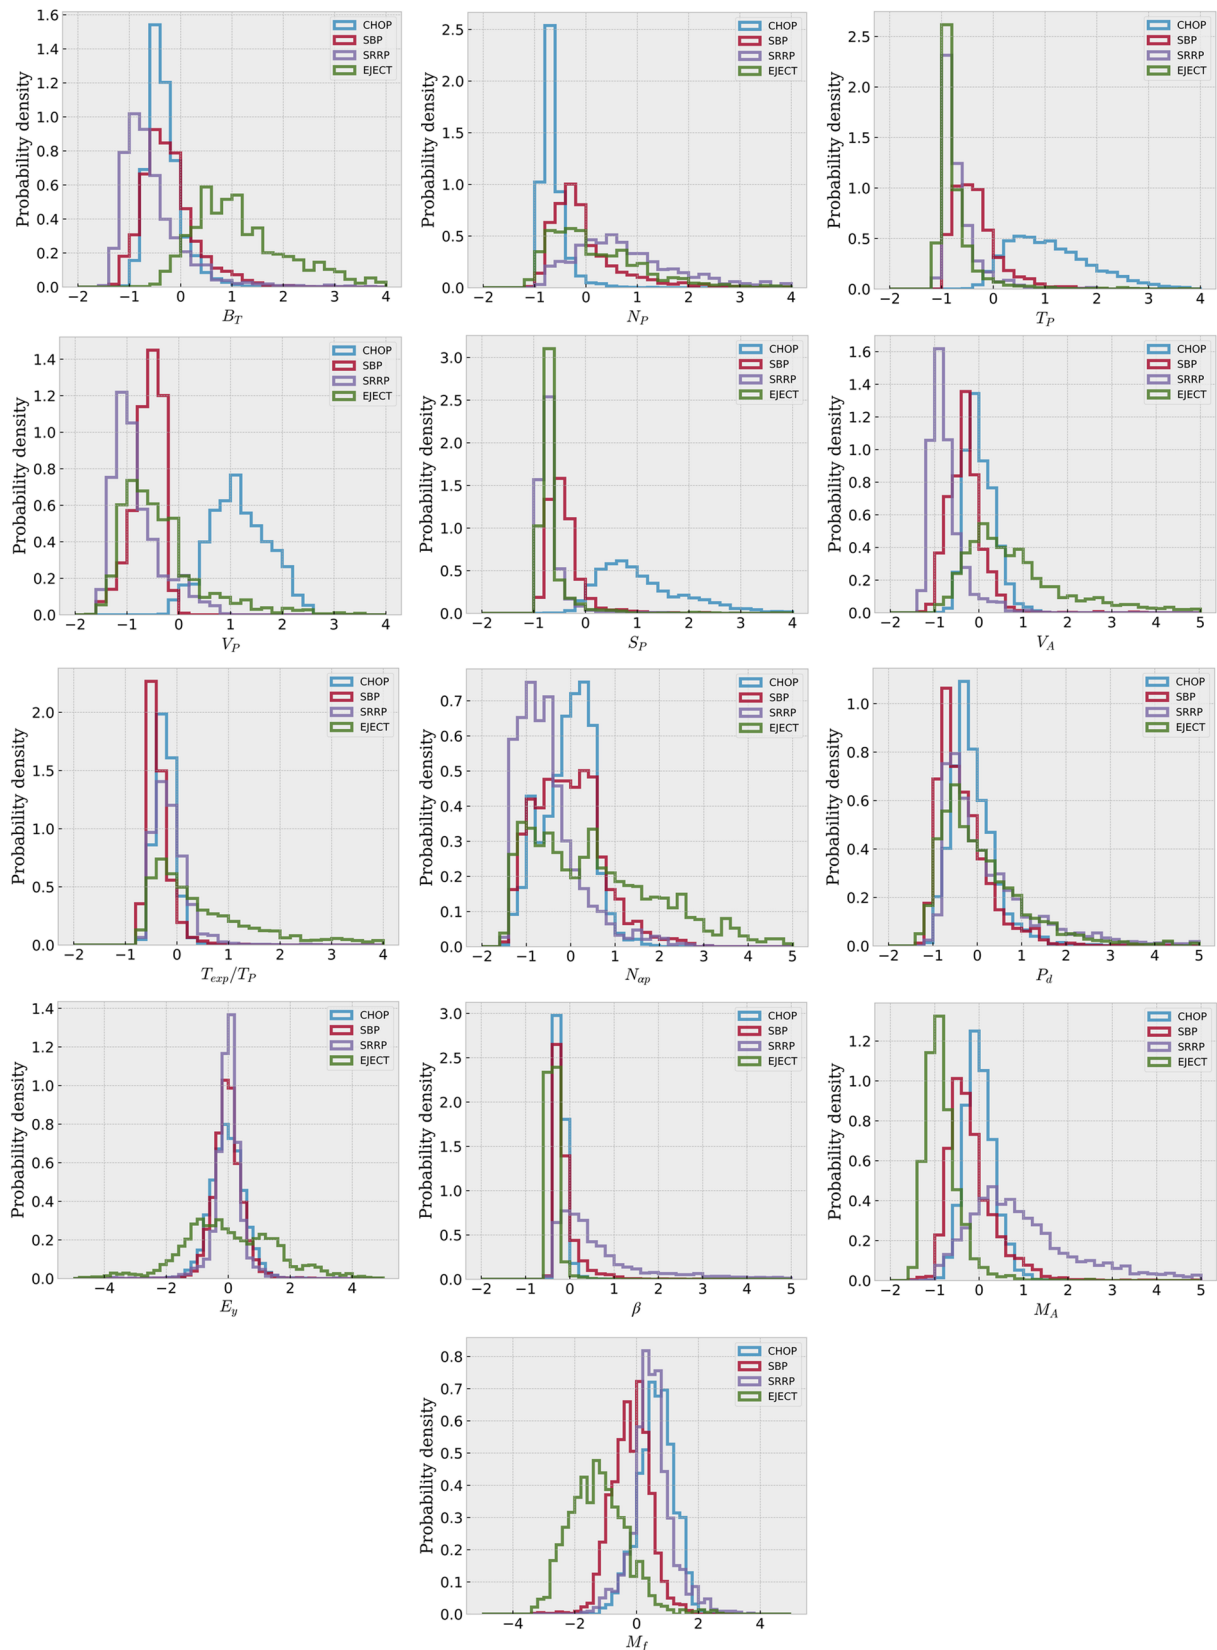 Probability density
1.6
1.4
1.2
1.0
0.8
0.6
0.4
0.2
0.0
CHOP
SBP
SRRP
EJECT
−2 −1 0 1 2 3 4
B_T
Probability density
2.5
2.0
1.5
1.0
0.5
0.0
CHOP
SBP
SRRP
EJECT
−2 −1 0 1 2 3 4
N_P
Probability density
2.5
2.0
1.5
1.0
0.5
0.0
CHOP
SBP
SRRP
EJECT
−2 −1 0 1 2 3 4
T_P
Probability density
1.4
1.2
1.0
0.8
0.6
0.4
0.2
0.0
CHOP
SBP
SRRP
EJECT
−2 −1 0 1 2 3 4
V_P
Probability density
3.0
2.5
2.0
1.5
1.0
0.5
0.0
CHOP
SBP
SRRP
EJECT
−2 −1 0 1 2 3 4
S_P
Probability density
1.6
1.4
1.2
1.0
0.8
0.6
0.4
0.2
0.0
CHOP
SBP
SRRP
EJECT
−2 −1 0 1 2 3 4 5
V_A
Probability density
2.0
1.5
1.0
0.5
0.0
CHOP
SBP
SRRP
EJECT
−2 −1 0 1 2 3 4
T_exp/T_P
Probability density
0.7
0.6
0.5
0.4
0.3
0.2
0.1
0.0
CHOP
SBP
SRRP
EJECT
−2 −1 0 1 2 3 4 5
N_αp
Probability density
1.0
0.8
0.6
0.4
0.2
0.0
CHOP
SBP
SRRP
EJECT
−2 −1 0 1 2 3 4 5
P_d
Probability density
1.4
1.2
1.0
0.8
0.6
0.4
0.2
0.0
CHOP
SBP
SRRP
EJECT
−4 −2 0 2 4
E_y
Probability density
3.0
2.5
2.0
1.5
1.0
0.5
0.0
CHOP
SBP
SRRP
EJECT
−2 −1 0 1 2 3 4 5
β
Probability density
1.2
1.0
0.8
0.6
0.4
0.2
0.0
CHOP
SBP
SRRP
EJECT
−2 −1 0 1 2 3 4 5
M_A
Probability density
0.8
0.7
0.6
0.5
0.4
0.3
0.2
0.1
0.0
CHOP
SBP
SRRP
EJECT
−4 −2 0 2 4
M_f